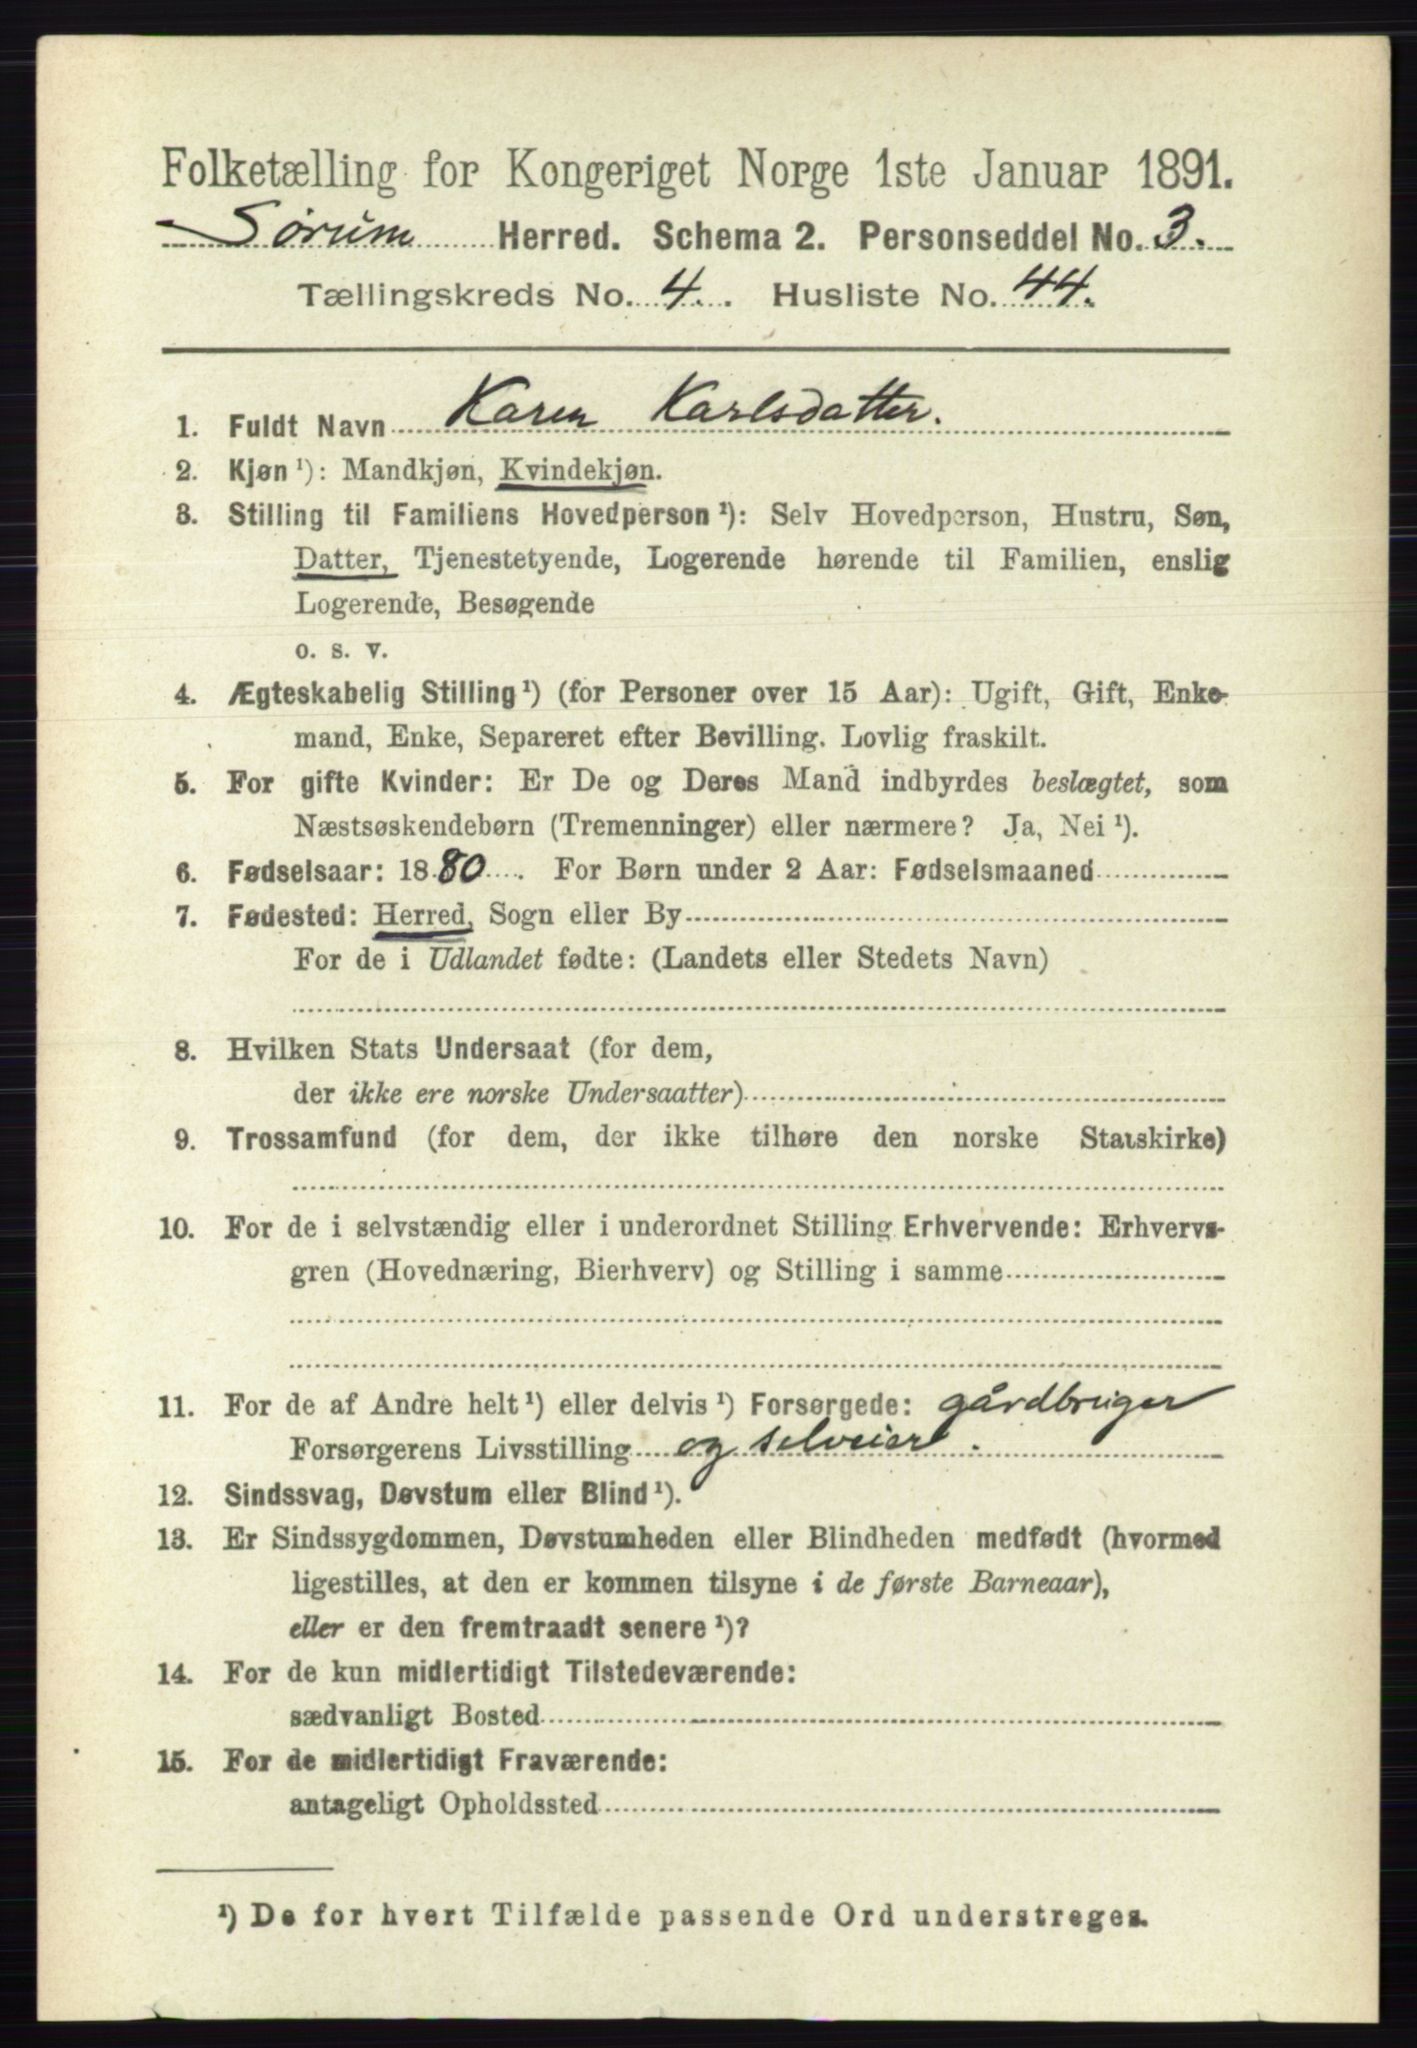 Folketælling for Kongeriget Norge 1ste Januar 1891.
Sørum Herred. Schema 2. Personseddel No. 3.
Tællingskreds No. 4. Husliste No. 44.
1. Fuldt Navn Karen Karlsdatter.
2. Kjøn ¹): Mandkjøn, Kvindekjøn.
3. Stilling til Familiens Hovedperson ¹): Selv Hovedperson, Hustru, Søn,
Datter, Tjenestetyende, Logerende hørende til Familien, enslig
Logerende, Besøgende
o. s. v.
4. Ægteskabelig Stilling ¹) (for Personer over 15 Aar): Ugift, Gift, Enke-
mand, Enke, Separeret efter Bevilling. Lovlig fraskilt.
5. For gifte Kvinder: Er De og Deres Mand indbyrdes beslægtet, som
Næstsøskendebørn (Tremenninger) eller nærmere? Ja, Nei ¹).
6. Fødselsaar: 1880. For Børn under 2 Aar: Fødselsmaaned
7. Fødested: Herred, Sogn eller By
For de i Udlandet fødte: (Landets eller Stedets Navn)
8. Hvilken Stats Undersaat (for dem,
der ikke ere norske Undersaatter)
9. Trossamfund (for dem, der ikke tilhøre den norske Statskirke)
10. For de i selvstændig eller i underordnet Stilling Erhvervende: Erhvervs-
gren (Hovednæring, Bierhverv) og Stilling i samme
11. For de af Andre helt ¹) eller delvis ¹) Forsørgede: gårdbruger
Forsørgerens Livsstilling og selveier.
12. Sindssvag, Døvstum eller Blind ¹).
13. Er Sindssygdommen, Døvstumheden eller Blindheden medfødt (hvormed
ligestilles, at den er kommen tilsyne i de første Barneaar),
eller er den fremtraadt senere ¹)?
14. For de kun midlertidigt Tilstedeværende:
sædvanligt Bosted
15. For de midlertidigt Fraværende:
antageligt Opholdssted
¹) De for hvert Tilfælde passende Ord understreges.